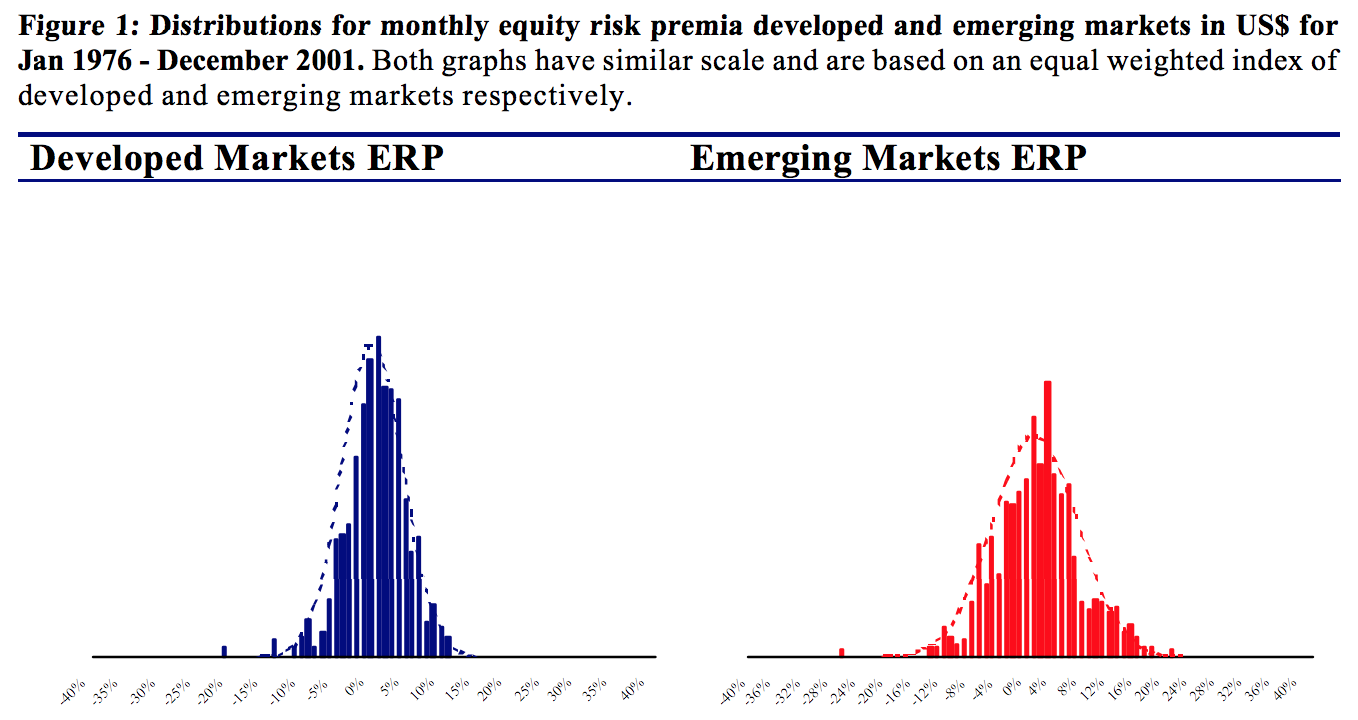 Figure 1: Distributions for monthly equity risk premia developed and emerging markets in US$ for
Jan 1976 - December 2001. Both graphs have similar scale and are based on an equal weighted index of
developed and emerging markets respectively.
Developed Markets ERP
Emerging Markets ERP
-40% -35% -30% -25% -20% -15% -10% -5% 0% 5% 10% 15% 20% 25% 30% 35% 40%
-40% -36% -32% -28% -24% -20% -16% -12% -8% -4% 0% 4% 8% 12% 16% 20% 24% 28% 32% 36% 40%